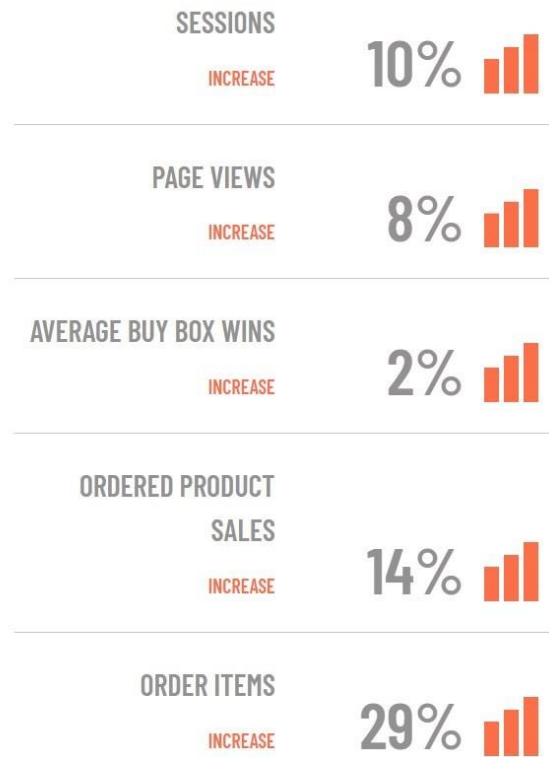 SESSIONS
INCREASE
10%
PAGE VIEWS
INCREASE
8%
AVERAGE BUY BOX WINS
INCREASE
2%
ORDERED PRODUCT
SALES
INCREASE
14%
ORDER ITEMS
INCREASE
29%